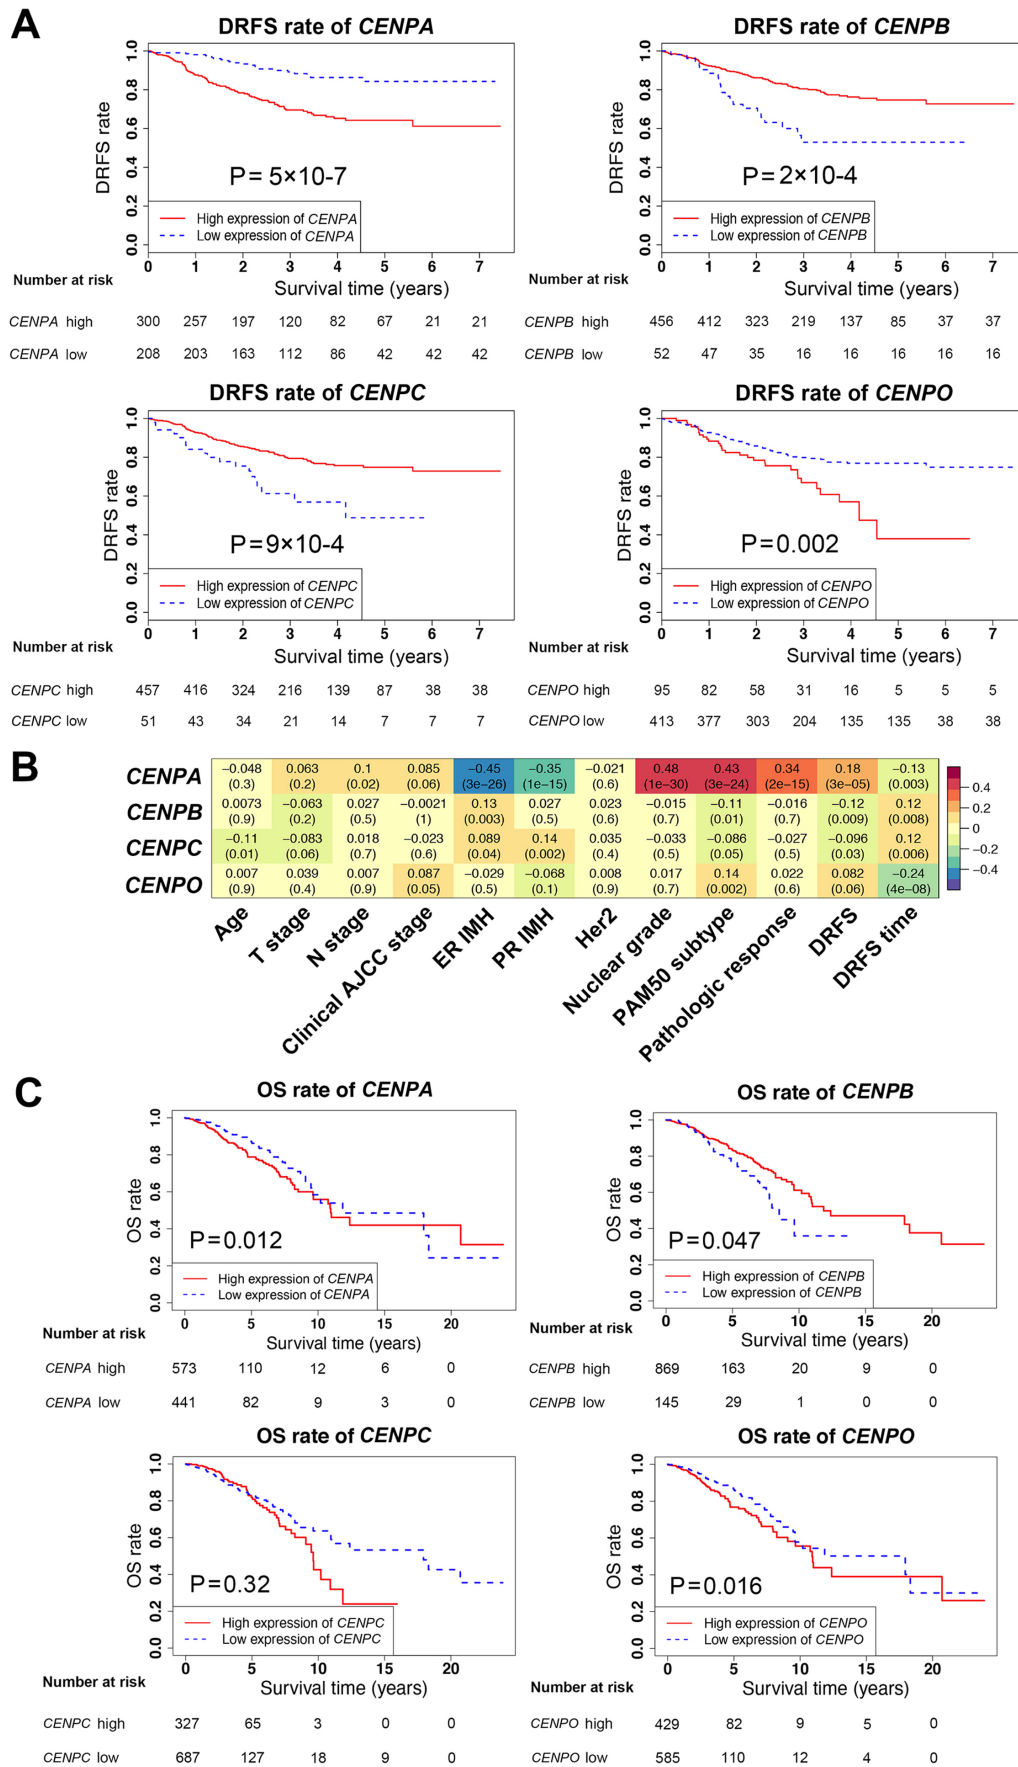 A
DRFS rate of CENPA
DRFS rate
1.0
0.8
0.6
0.4
0.2
0.0
P= 5×10-7
High expression of CENPA
Low expression of CENPA
0 1 2 3 4 5 6 7
Number at risk
Survival time (years)
CENPA high 300 257 197 120 82 67 21 21
CENPA low 208 203 163 112 86 42 42 42
DRFS rate of CENPB
DRFS rate
1.0
0.8
0.6
0.4
0.2
0.0
P=2×10-4
High expression of CENPB
Low expression of CENPB
0 1 2 3 4 5 6 7
Number at risk
Survival time (years)
CENPB high 456 412 323 219 137 85 37 37
CENPB low 52 47 35 16 16 16 16 16
DRFS rate of CENPC
DRFS rate
1.0
0.8
0.6
0.4
0.2
0.0
P=9×10-4
High expression of CENPC
Low expression of CENPC
0 1 2 3 4 5 6 7
Number at risk
Survival time (years)
CENPC high 457 416 324 216 139 87 38 38
CENPC low 51 43 34 21 14 7 7 7
DRFS rate of CENPO
DRFS rate
1.0
0.8
0.6
0.4
0.2
0.0
P=0.002
High expression of CENPO
Low expression of CENPO
0 1 2 3 4 5 6 7
Number at risk
Survival time (years)
CENPO high 95 82 58 31 16 5 5 5
CENPO low 413 377 303 204 135 135 38 38
B
CENPA −0.048 0.063 0.1 0.085 −0.45 −0.35 −0.021 0.48 0.43 0.34 0.18 −0.13
(0.3) (0.2) (0.02) (0.06) (3e−26) (1e−15) (0.6) (1e−30) (3e−24) (2e−15) (3e−05) (0.003)
CENPB 0.0073 −0.063 0.027 −0.0021 0.13 0.027 0.023 −0.015 −0.11 −0.016 −0.12 0.12
(0.9) (0.2) (0.5) (1) (0.003) (0.5) (0.6) (0.7) (0.01) (0.7) (0.009) (0.008)
CENPC −0.11 −0.083 0.018 −0.023 0.089 0.14 0.035 −0.033 −0.086 −0.027 −0.096 0.12
(0.01) (0.06) (0.7) (0.6) (0.04) (0.002) (0.4) (0.5) (0.05) (0.5) (0.03) (0.006)
CENPO 0.007 0.039 0.007 0.087 −0.029 −0.068 0.008 0.017 0.14 0.022 0.082 −0.24
(0.9) (0.4) (0.9) (0.05) (0.5) (0.1) (0.9) (0.7) (0.002) (0.6) (0.06) (4e−08)
0.4
0.2
0
−0.2
−0.4
Age
T stage
N stage
Clinical AJCC stage
ER IMH
PR IMH
Her2
Nuclear grade
PAM50 subtype
Pathologic response
DRFS
DRFS time
C
OS rate of CENPA
OS rate
1.0
0.8
0.6
0.4
0.2
0.0
P=0.012
High expression of CENPA
Low expression of CENPA
0 5 10 15 20
Number at risk
Survival time (years)
CENPA high 573 110 12 6 0
CENPA low 441 82 9 3 0
OS rate of CENPB
OS rate
1.0
0.8
0.6
0.4
0.2
0.0
P=0.047
High expression of CENPB
Low expression of CENPB
0 5 10 15 20
Number at risk
Survival time (years)
CENPB high 869 163 20 9 0
CENPB low 145 29 1 0 0
OS rate of CENPC
OS rate
1.0
0.8
0.6
0.4
0.2
0.0
P=0.32
High expression of CENPC
Low expression of CENPC
0 5 10 15 20
Number at risk
Survival time (years)
CENPC high 327 65 3 0 0
CENPC low 687 127 18 9 0
OS rate of CENPO
OS rate
1.0
0.8
0.6
0.4
0.2
0.0
P=0.016
High expression of CENPO
Low expression of CENPO
0 5 10 15 20
Number at risk
Survival time (years)
CENPO high 429 82 9 5 0
CENPO low 585 110 12 4 0